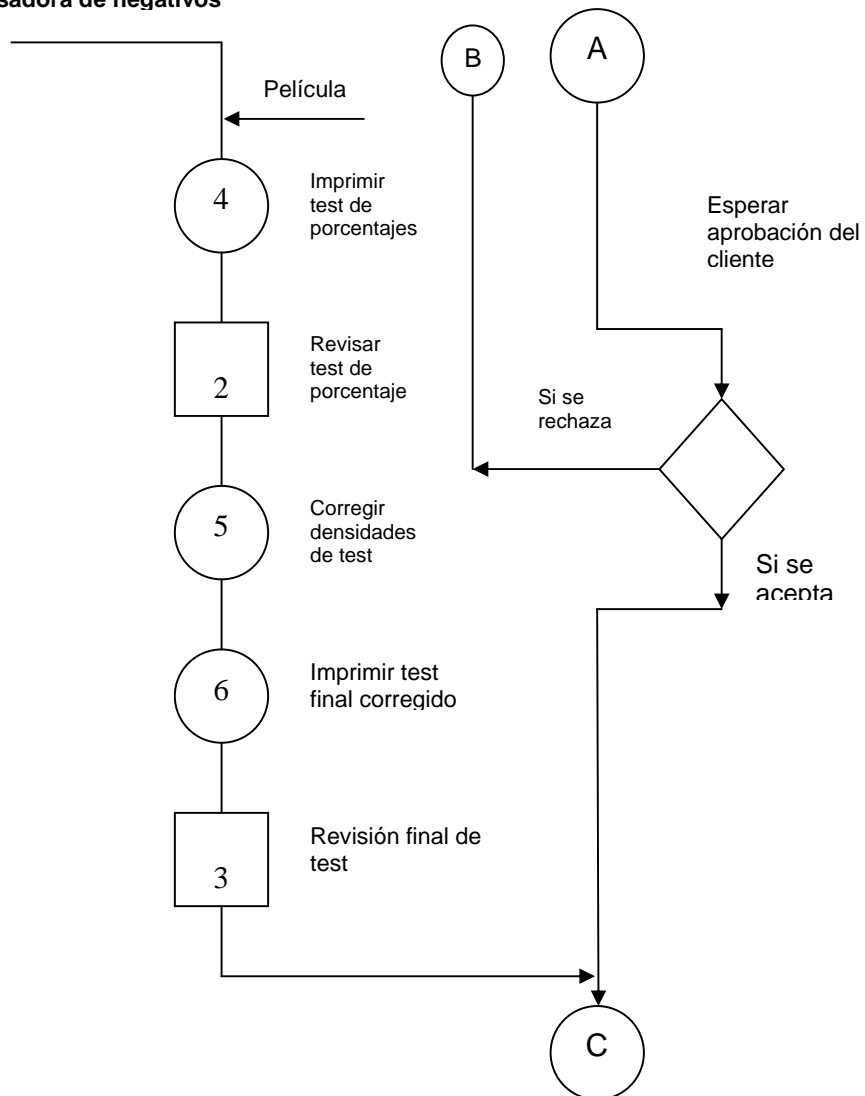 sadora de negativos
B
A
Película
4
Imprimir
test de
porcentajes
Esperar
aprobación del
cliente
2
Revisar
test de
porcentaje
Si se
rechaza
5
Corregir
densidades
de test
Si se
acepta
6
Imprimir test
final corregido
3
Revisión final de
test
C